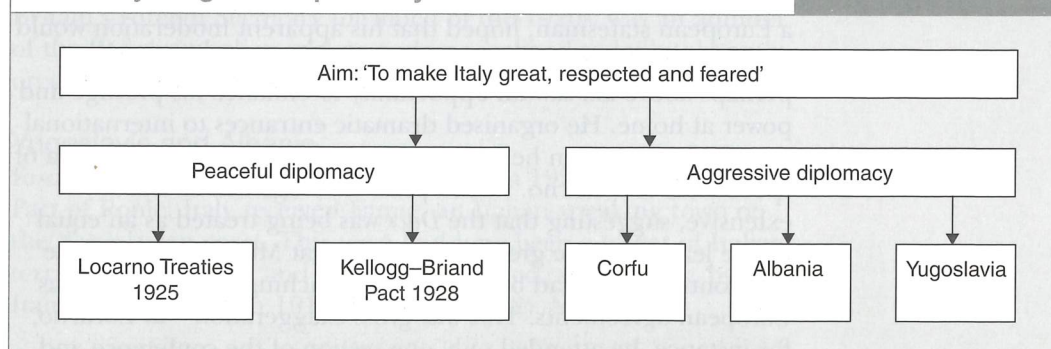 Aim: ‘To make Italy great, respected and feared’
Peaceful diplomacy
Aggressive diplomacy
Locarno Treaties
1925
Kellogg–Briand
Pact 1928
Corfu
Albania
Yugoslavia